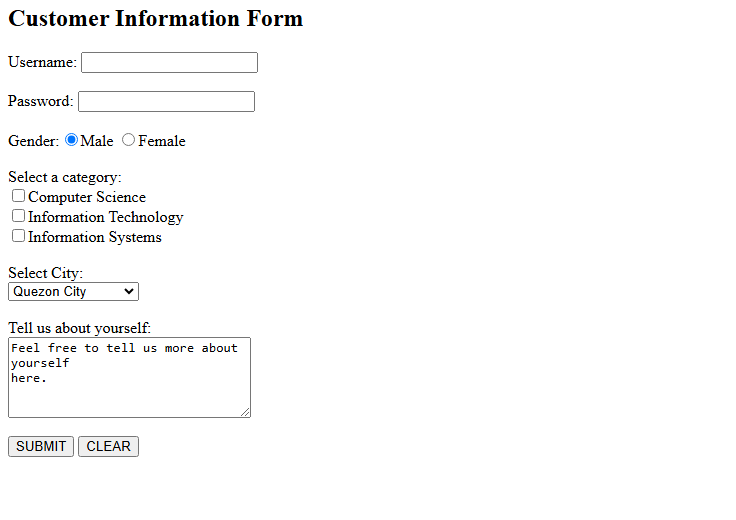 Customer Information Form
Username:
Password:
Gender: Male Female
Select a category:
Computer Science
Information Technology
Information Systems
Select City:
Quezon City
Tell us about yourself:
Feel free to tell us more about
yourself
here.
SUBMIT CLEAR